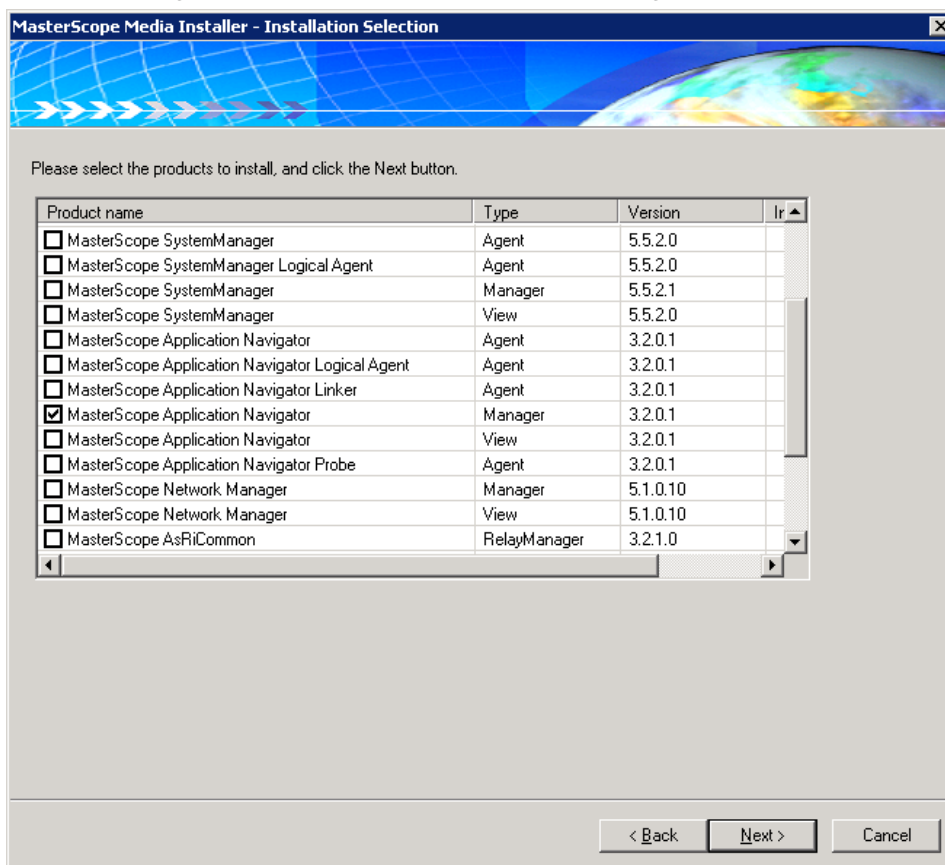 MasterScope Media Installer - Installation Selection
Please select the products to install, and click the Next button.
Product name Type Version
MasterScope SystemManager Agent 5.5.2.0
MasterScope SystemManager Logical Agent Agent 5.5.2.0
MasterScope SystemManager Manager 5.5.2.1
MasterScope SystemManager View 5.5.2.0
MasterScope Application Navigator Agent 3.2.0.1
MasterScope Application Navigator Logical Agent Agent 3.2.0.1
MasterScope Application Navigator Linker Agent 3.2.0.1
MasterScope Application Navigator Manager 3.2.0.1
MasterScope Application Navigator View 3.2.0.1
MasterScope Application Navigator Probe Agent 3.2.0.1
MasterScope Network Manager Manager 5.1.0.10
MasterScope Network Manager View 5.1.0.10
MasterScope AsRiCommon RelayManager 3.2.1.0
< Back Next > Cancel